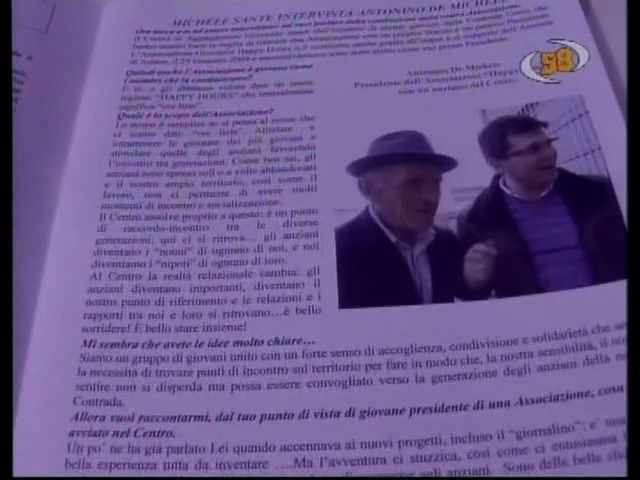 MICHELE SANTE INTERVISTA ANTONINO DE MICHELE
Quindi anche l'Associazione è giovane come
i membri che la costituiscono?
"HAPPY HOURS" che letteralmente
significa "ore liete".
Qual è lo scopo dell'Associazione?
Lo scopo è semplice se si pensa al nome che
ci siamo dati: "ore liete". Allietare e
intrattenere le giornate dei più giovani e
stimolare quelle degli anziani favorendo
l'incontro tra generazioni. Come ben sai, gli
anziani sono spesso soli o a volte abbandonati
e il nostro ampio territorio, così come il
lavoro, non ci permette di avere molti
momenti di incontro e socializzazione.
Il Centro assolve proprio a questo: è un punto
di raccordo-incontro tra le diverse
generazioni; qui ci si ritrova... gli anziani
diventano i "nonni" di ognuno di noi, e noi
diventiamo i "nipoti" di ognuno di loro.
Al Centro la realtà relazionale cambia: gli
anziani diventano importanti, diventano il
nostro punto di riferimento e le relazioni e i
rapporti tra noi e loro si ritrovano...è bello
sorridere! È bello stare insieme!
Antonino De Michele
Presidente dell'Associazione "Happy
con un anziano del Centro.
58
Mi sembra che avete le idee molto chiare...
Siamo un gruppo di giovani unito con un forte senso di accoglienza, condivisione e solidarietà che
la necessità di trovare punti di incontro sul territorio per fare in modo che, la nostra sensibilità, il
sentire non si disperda ma possa essere convogliato verso la generazione degli anziani della
Contrada.
Allora vuoi raccontarmi, dal tuo punto di vista di giovane presidente di una Associazione, cosa
avviato nel Centro.
Un po' ne ha già parlato Lei quando accennava ai nuovi progetti, incluso il "giornalino": e' una
bella esperienza tutta da inventare ....Ma l'avventura ci stuzzica, così come ci entusiasma
agli anziani. Sono delle belle